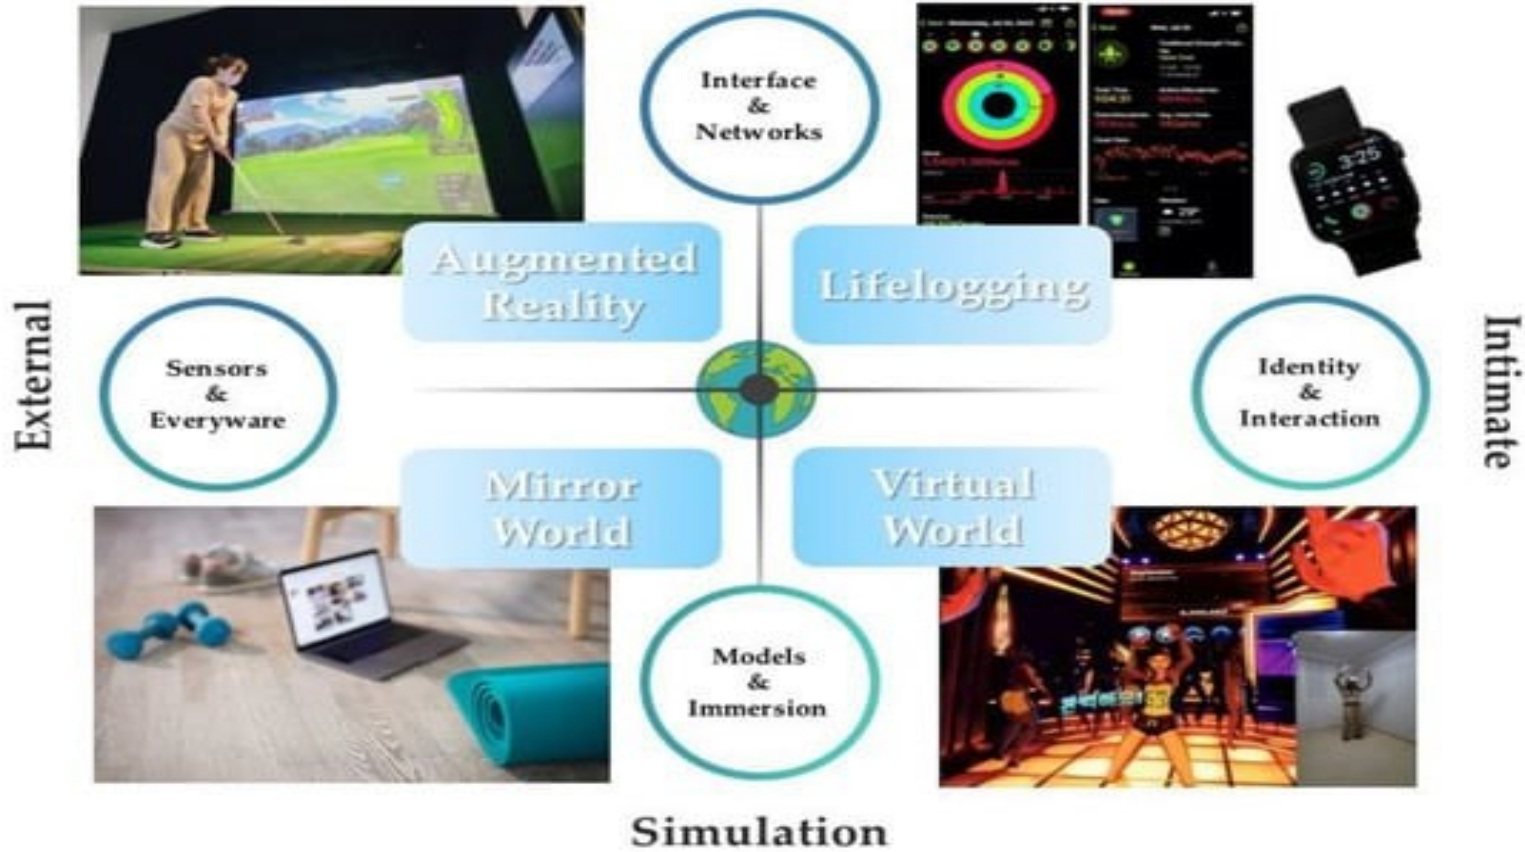 Interface
&
Networks
Augmented
Reality
Lifelogging
3:25
External
Sensors
&
Everyware
Identity
&
Interaction
Intimate
Mirror
World
Virtual
World
Models
&
Immersion
Simulation